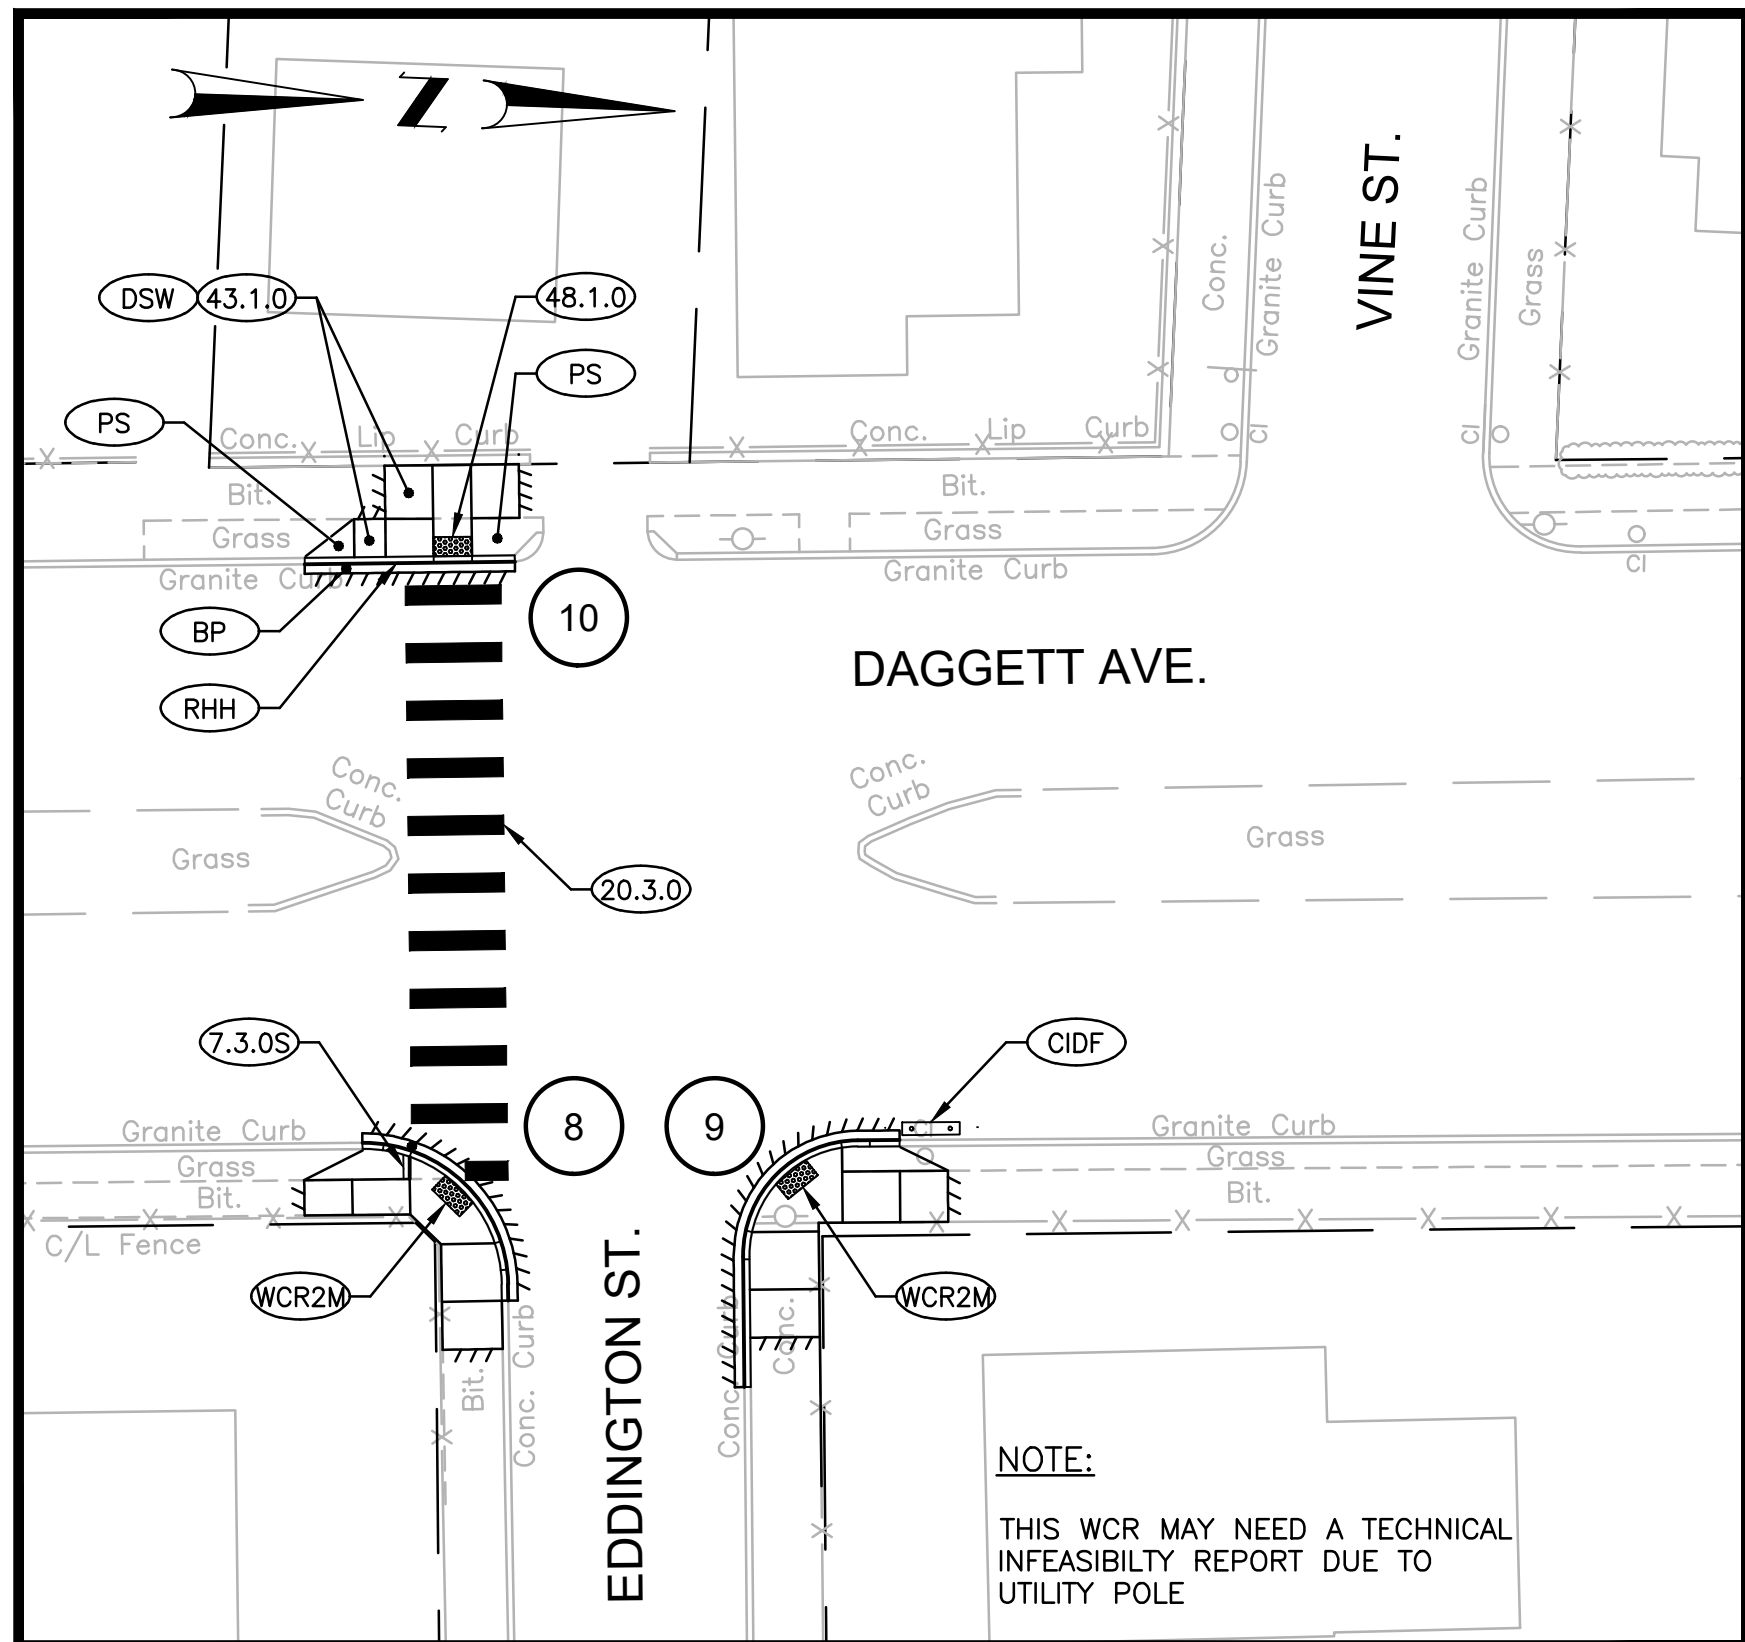 Z
VINE ST.
Conc.
Granite Curb
Granite Curb
Grass
DSW
43.1.0
48.1.0
PS
PS
Conc. Lip Curb
Conc. Lip Curb
CI
CI
Bit.
Bit.
Grass
Grass
Granite Curb
Granite Curb
CI
BP
10
RHH
DAGGETT AVE.
Conc.
Curb
Conc.
Curb
Grass
Grass
20.3.0
7.3.0S
CIDF
8
9
Granite Curb
CI
Granite Curb
Grass
Grass
Bit.
Bit.
C/L Fence
WCR2M
WCR2M
EDDINGTON ST.
Bit.
Conc. Curb
Conc. Curb
Conc.
NOTE:
THIS WCR MAY NEED A TECHNICAL
INFEASIBILTY REPORT DUE TO
UTILITY POLE